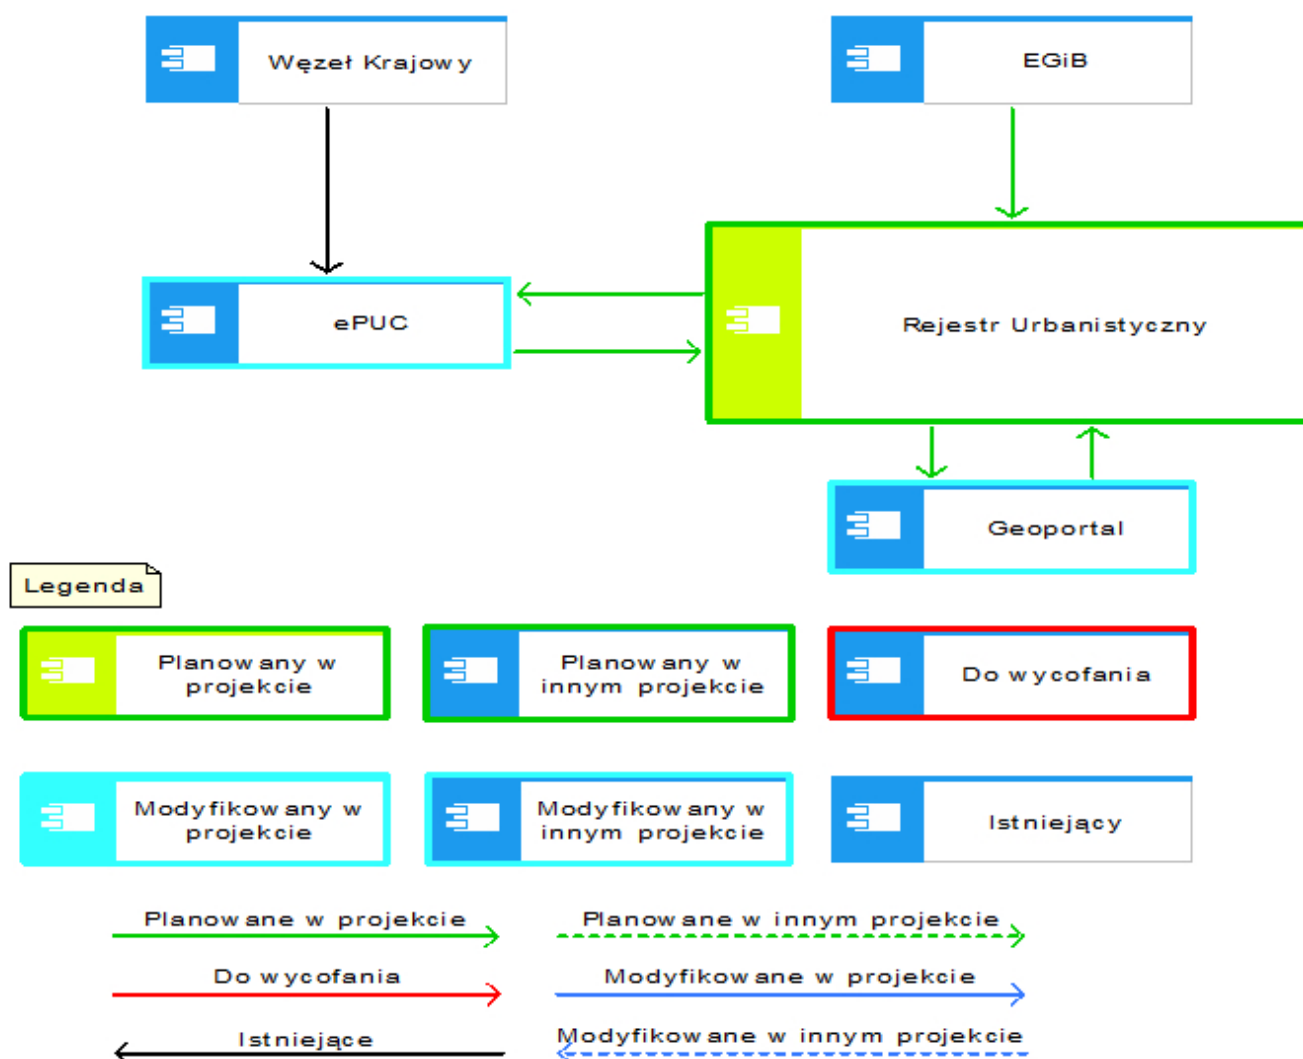 Węzeł Krajowy
EGiB
ePUC
Rejestr Urbanistyczny
Geoportal
Legenda
Planowany w
projekcie
Planowany w
innym projekcie
Do wycofania
Modyfikowany w
projekcie
Modyfikowany w
innym projekcie
Istniejący
Planowane w projekcie
Planowane w innym projekcie
Do wycofania
Modyfikowane w projekcie
Istniejące
Modyfikowane w innym projekcie